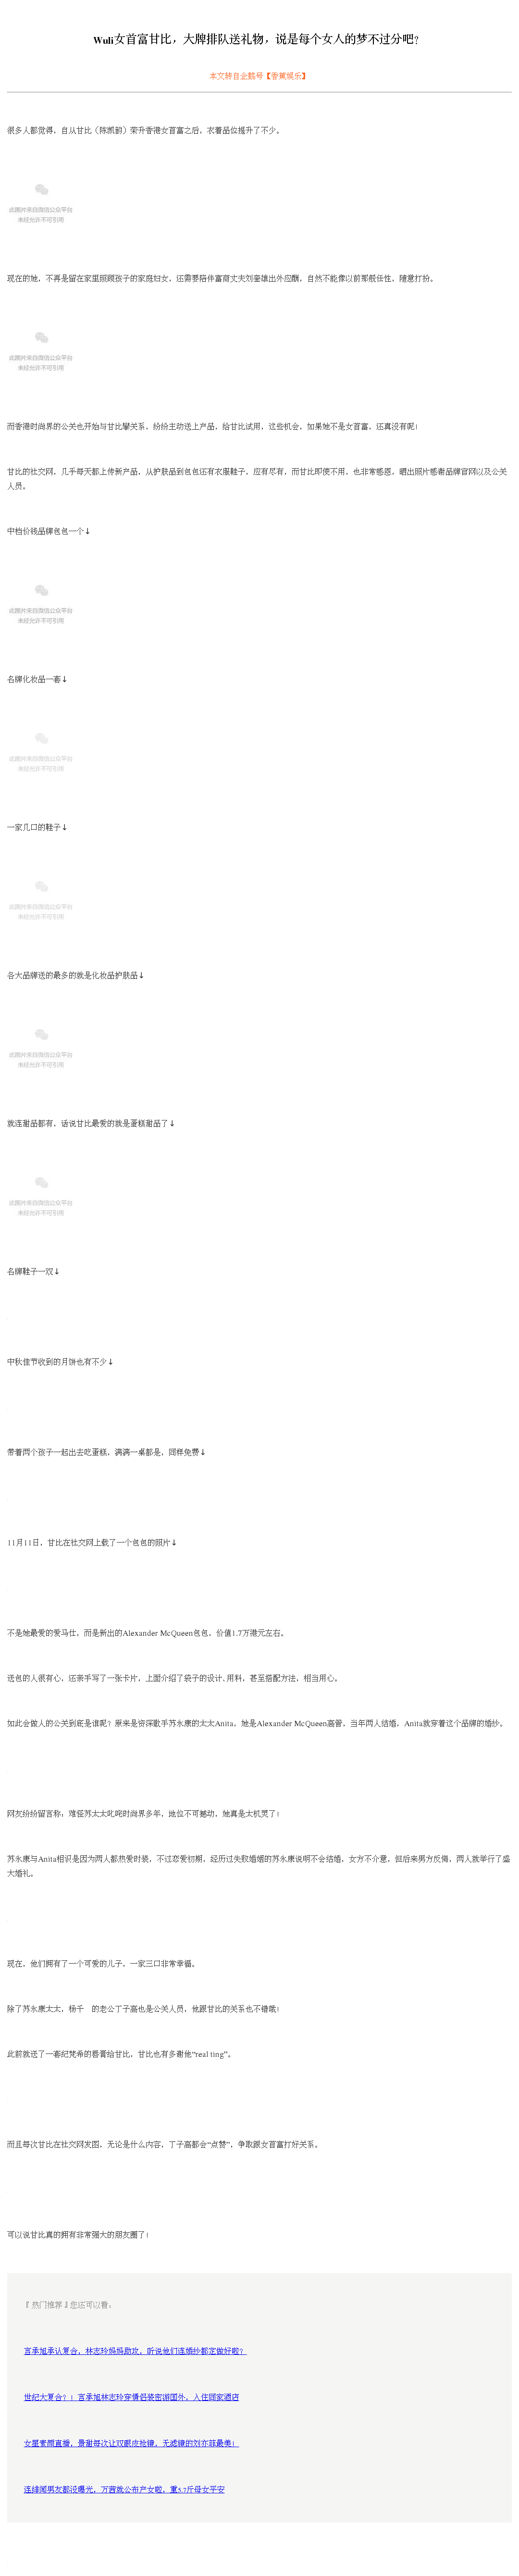 Wuli女首富甘比，大牌排队送礼物，说是每个女人的梦不过分吧？
本文转自企鹅号【香蕉娱乐】
很多人都觉得，自从甘比（陈凯韵）荣升香港女首富之后，衣着品位提升了不少。
此图片来自微信公众平台
未经允许不可引用
现在的她，不再是留在家里照顾孩子的家庭妇女，还需要陪伴富商丈夫刘銮雄出外应酬，自然不能像以前那般任性，随意打扮。
此图片来自微信公众平台
未经允许不可引用
而香港时尚界的公关也开始与甘比攀关系，纷纷主动送上产品，给甘比试用，这些机会，如果她不是女首富，还真没有呢！
甘比的社交网，几乎每天都上传新产品，从护肤品到包包还有衣服鞋子，应有尽有，而甘比即使不用，也非常感恩，晒出照片感谢品牌官网以及公关
人员。
中档价钱品牌包包一个↓
此图片来自微信公众平台
未经允许不可引用
名牌化妆品一套↓
此图片来自微信公众平台
未经允许不可引用
一家几口的鞋子↓
此图片来自微信公众平台
未经允许不可引用
各大品牌送的最多的就是化妆品护肤品↓
此图片来自微信公众平台
未经允许不可引用
就连甜品都有，话说甘比最爱的就是蛋糕甜品了↓
此图片来自微信公众平台
未经允许不可引用
名牌鞋子一双↓
中秋佳节收到的月饼也有不少↓
带着两个孩子一起出去吃蛋糕，满满一桌都是，同样免费↓
11月11日，甘比在社交网上载了一个包包的照片↓
不是她最爱的爱马仕，而是新出的Alexander McQueen包包，价值1.7万港元左右。
送包的人很有心，还亲手写了一张卡片，上面介绍了袋子的设计、用料，甚至搭配方法，相当用心。
如此会做人的公关到底是谁呢？原来是资深歌手苏永康的太太Anita，她是Alexander McQueen高管，当年两人结婚，Anita就穿着这个品牌的婚纱。
网友纷纷留言称，难怪苏太太叱咤时尚界多年，地位不可撼动，她真是太机灵了！
苏永康与Anita相识是因为两人都热爱时装，不过恋爱初期，经历过失败婚姻的苏永康说明不会结婚，女方不介意，但后来男方反悔，两人就举行了盛
大婚礼。
现在，他们拥有了一个可爱的儿子，一家三口非常幸福。
除了苏永康太太，杨千 的老公丁子高也是公关人员，他跟甘比的关系也不错哦！
此前就送了一套纪梵希的唇膏给甘比，甘比也有多谢他“real ting”。
而且每次甘比在社交网发图，无论是什么内容，丁子高都会“点赞”，争取跟女首富打好关系。
可以说甘比真的拥有非常强大的朋友圈了！
『 热门推荐 』您还可以看：
言承旭承认复合，林志玲妈妈助攻，听说他们连婚纱都定做好啦？
世纪大复合？！言承旭林志玲穿情侣装密游国外，入住同家酒店
女星素颜直播，景甜每次让双眼皮抢镜，无滤镜的刘亦菲最美！
连绯闻男友都没曝光，万茜就公布产女啦，重5.7斤母女平安